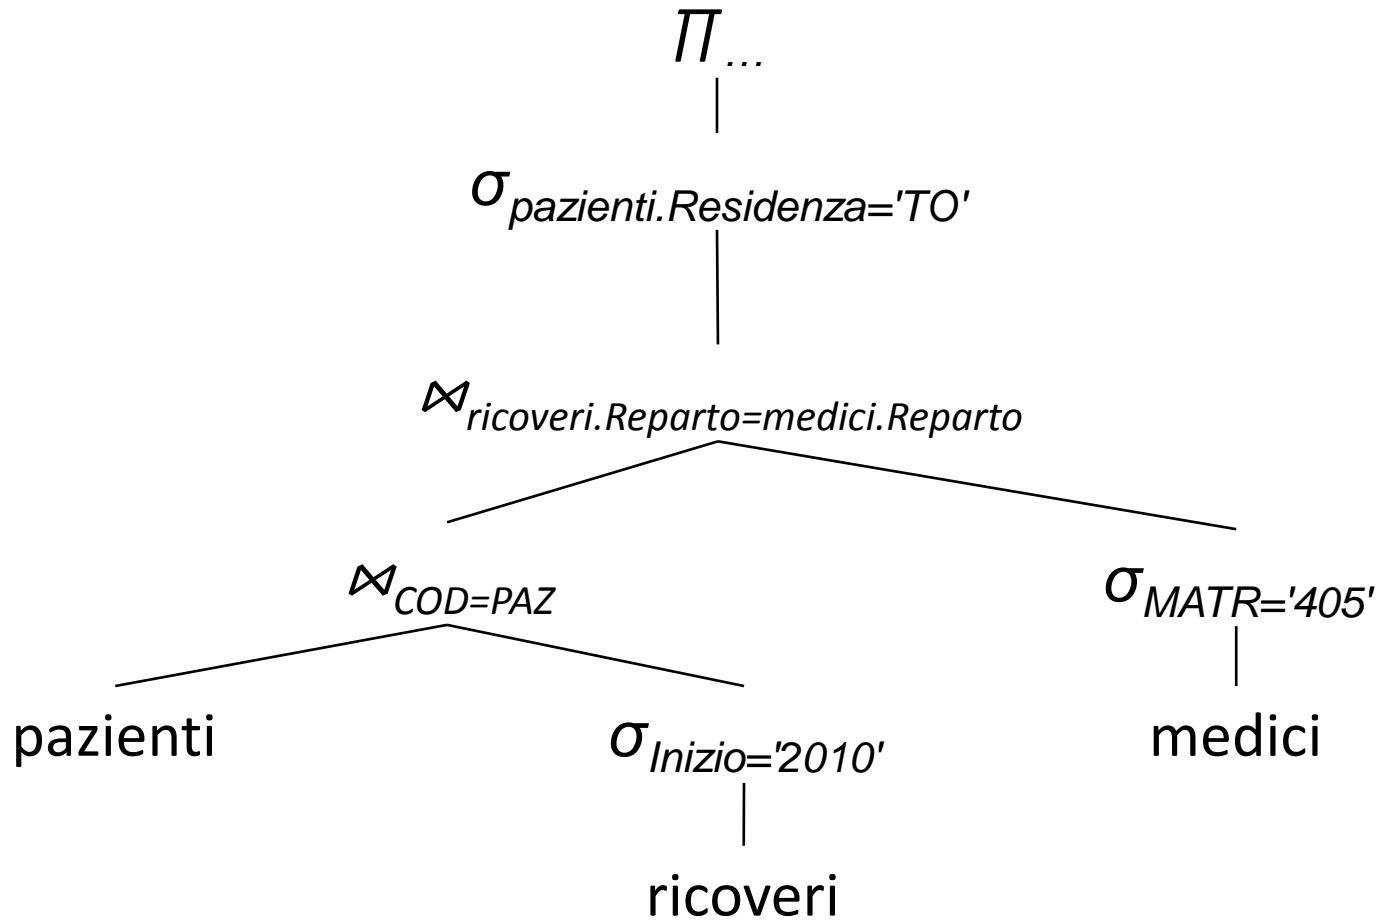 ∏...
σpazienti.Residenza='TO'
⋈ricoveri.Reparto=medici.Reparto
⋈COD=PAZ
σMATR='405'
pazienti
σInizio='2010'
medici
ricoveri